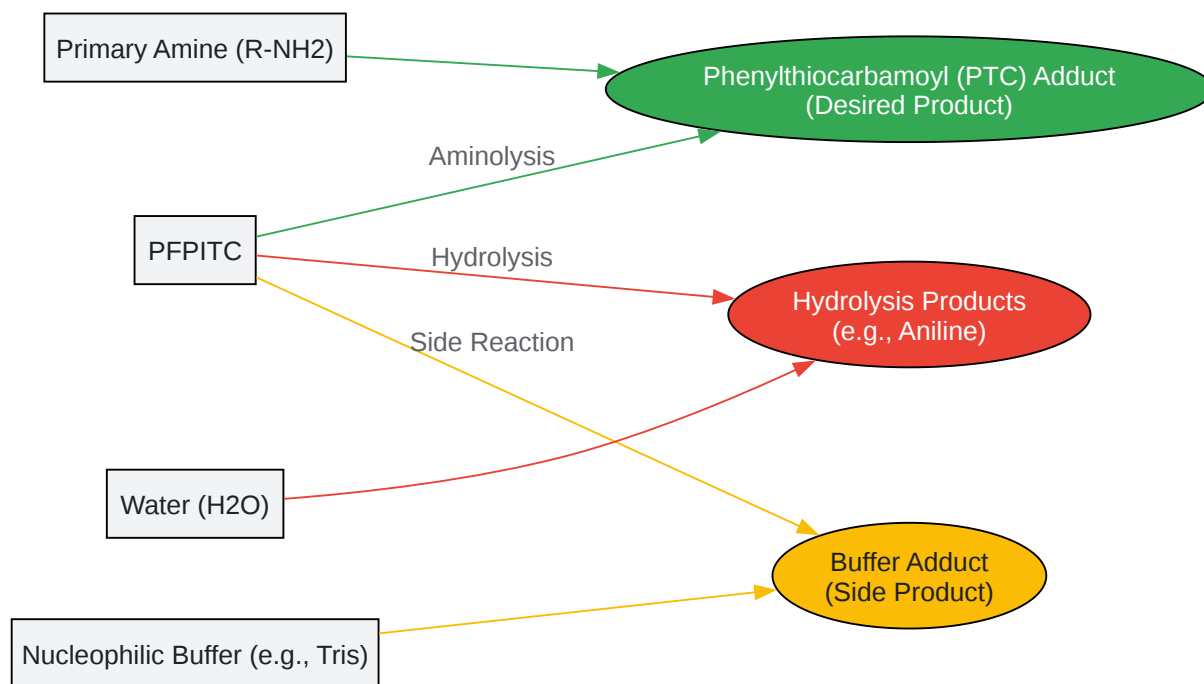 Primary Amine (R-NH2)
Phenylthiocarbamoyl (PTC) Adduct
(Desired Product)
Aminolysis
PFPITC
Hydrolysis
Hydrolysis Products
(e.g., Aniline)
Side Reaction
Water (H2O)
Buffer Adduct
(Side Product)
Nucleophilic Buffer (e.g., Tris)